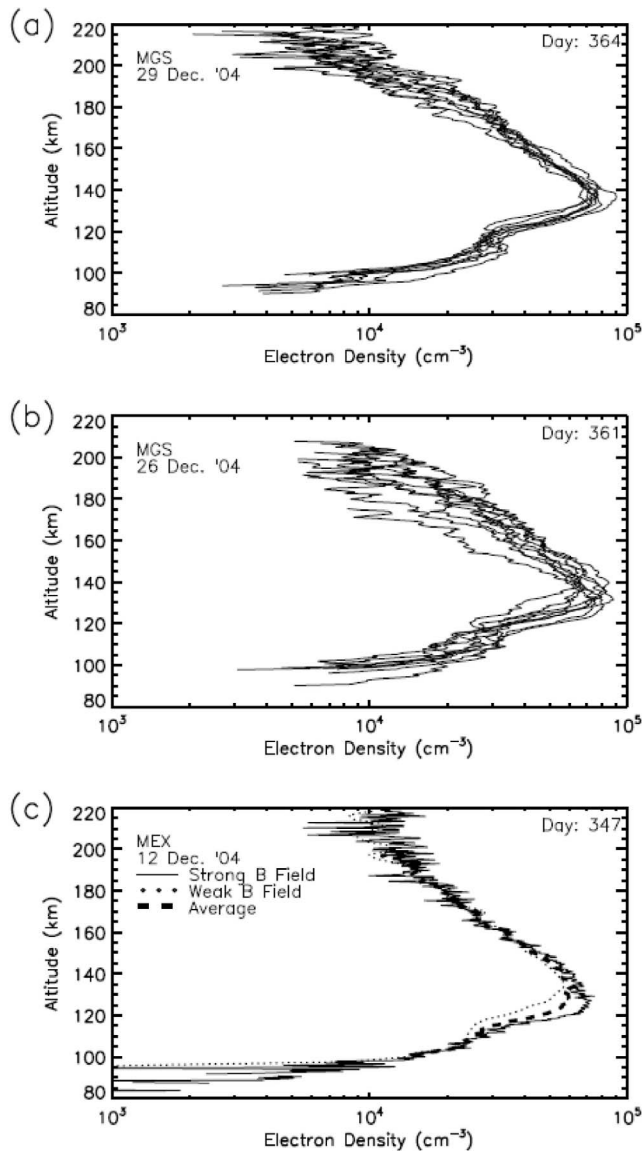 (a)
220
200
180
160
140
120
100
80
Altitude (km)
MGS
29 Dec. '04
Day: 364
10³ 10⁴ 10⁵
Electron Density (cm⁻³)
(b)
220
200
180
160
140
120
100
80
Altitude (km)
MGS
26 Dec. '04
Day: 361
10³ 10⁴ 10⁵
Electron Density (cm⁻³)
(c)
220
200
180
160
140
120
100
80
Altitude (km)
MEX
12 Dec. '04
Strong B Field
Weak B Field
Average
Day: 347
10³ 10⁴ 10⁵
Electron Density (cm⁻³)